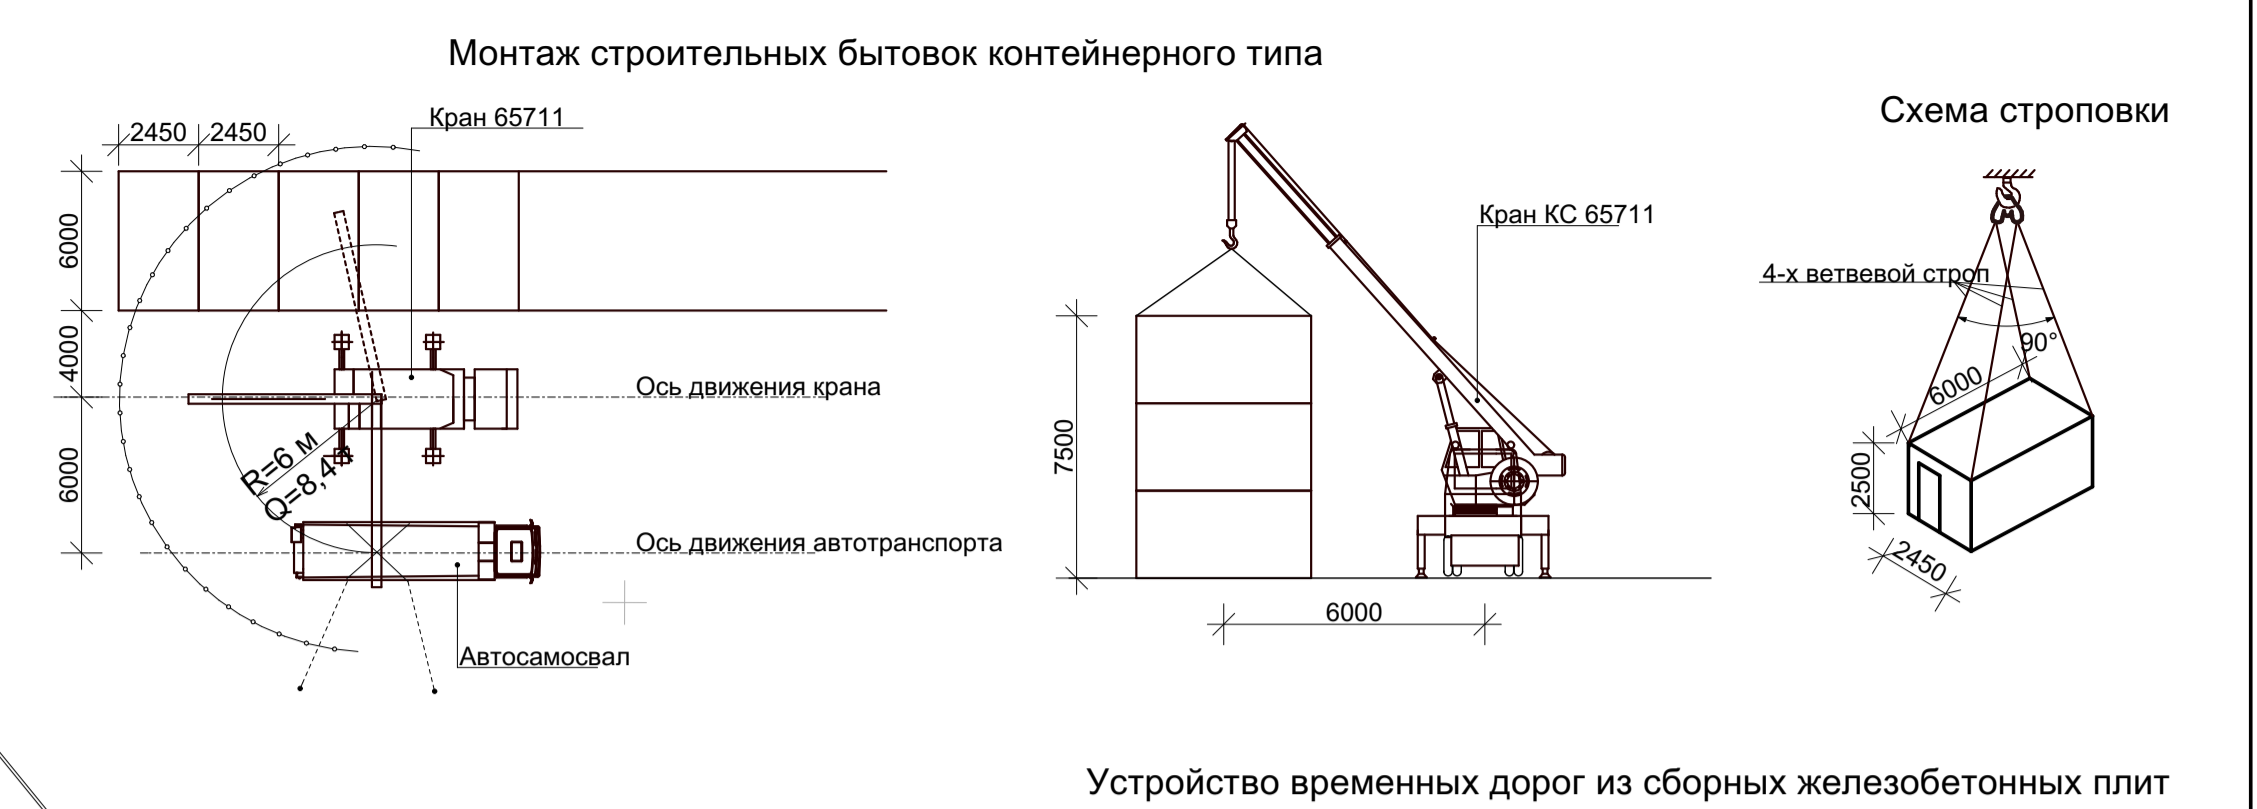 Монтаж строительных бытовок контейнерного типа
Схема строповки
Кран 65711
2450
2450
6000
4000
6000
Ось движения крана
R=6 м
Q=8,4 т
Ось движения автотранспорта
Автосамосвал
Кран КС 65711
7500
6000
4-х ветвевой строп
90°
6000
2500
2450
Устройство временных дорог из сборных железобетонных плит